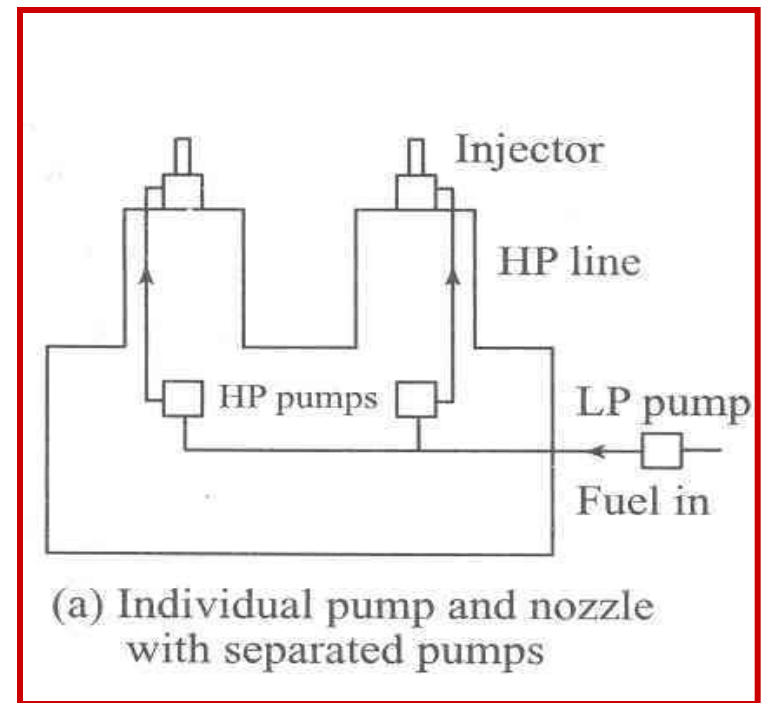 Injector
HP line
HP pumps
LP pump
Fuel in
(a) Individual pump and nozzle
with separated pumps